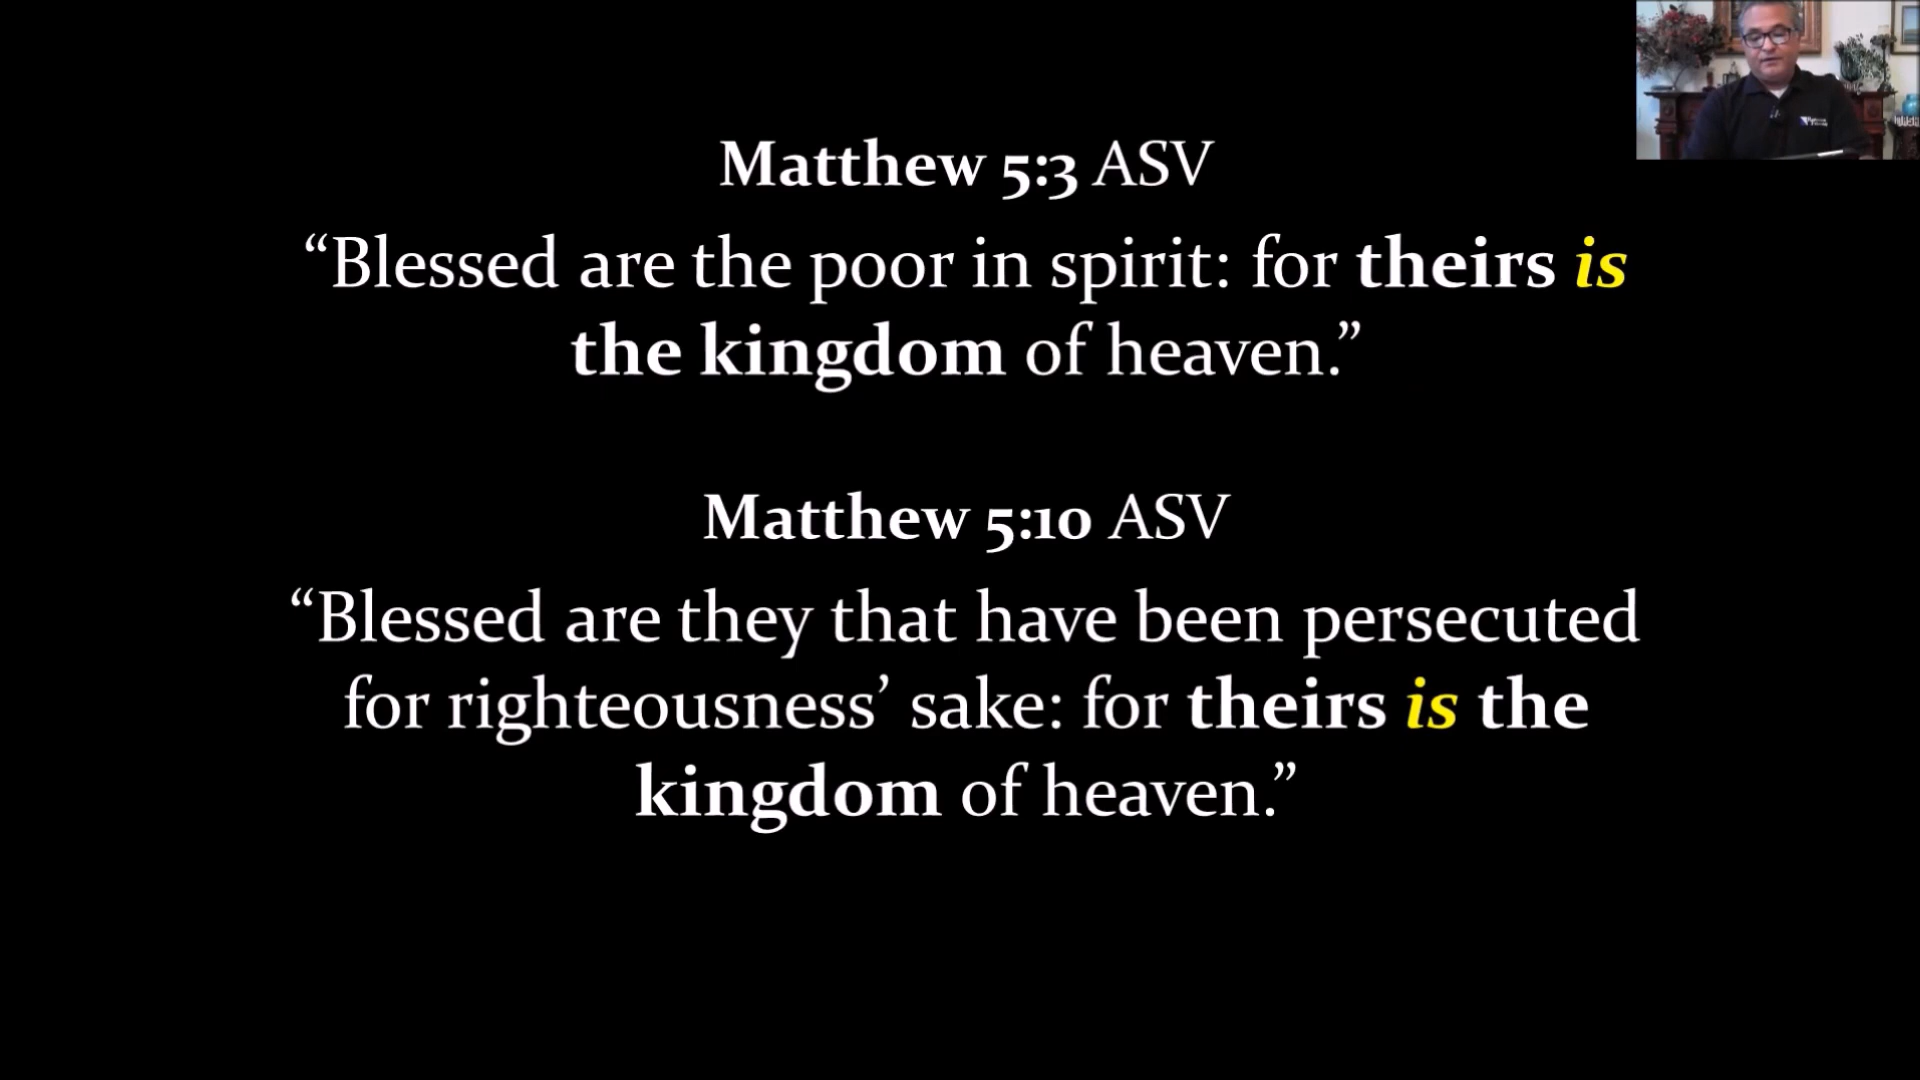 Matthew 5:3 ASV
“Blessed are the poor in spirit: for theirs is
the kingdom of heaven.”
Matthew 5:10 ASV
“Blessed are they that have been persecuted
for righteousness’ sake: for theirs is the
kingdom of heaven.”